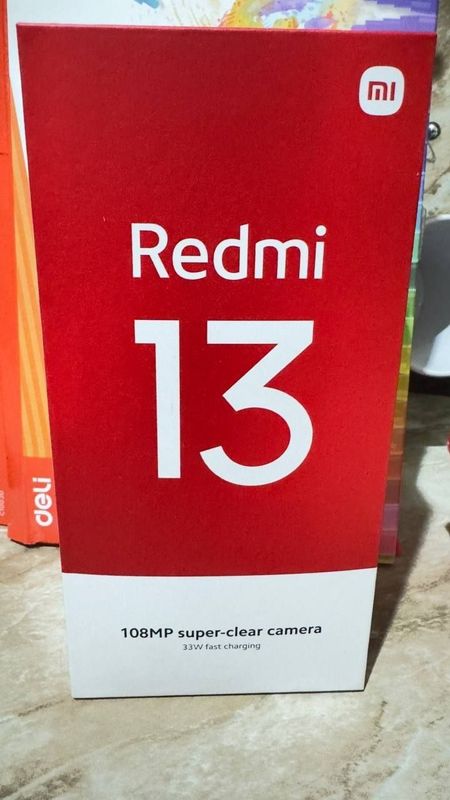 mi
Redmi
13
108MP super-clear camera
33W fast charging
deli